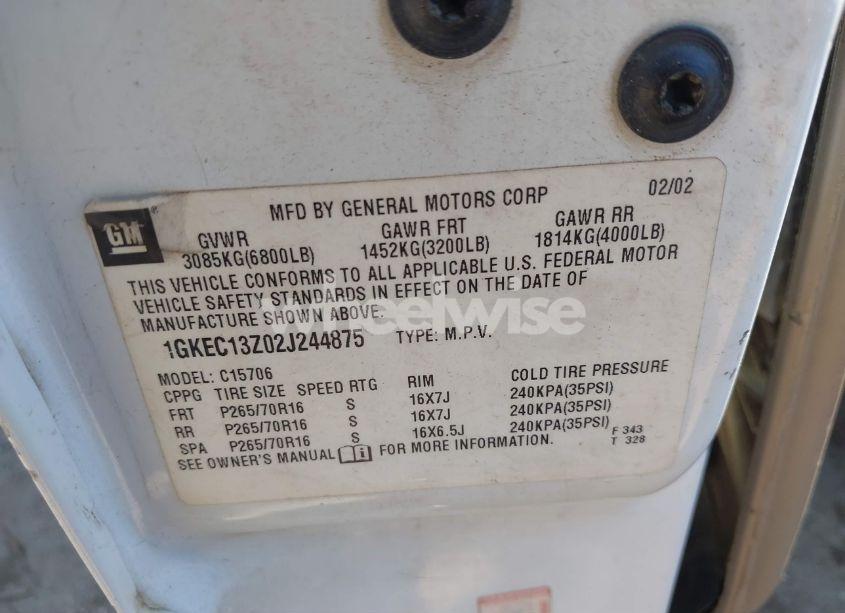 MFD BY GENERAL MOTORS CORP 02/02
GM ®
GVWR GAWR FRT GAWR RR
3085KG(6800LB) 1452KG(3200LB) 1814KG(4000LB)
THIS VEHICLE CONFORMS TO ALL APPLICABLE U.S. FEDERAL MOTOR
VEHICLE SAFETY STANDARDS IN EFFECT ON THE DATE OF
MANUFACTURE SHOWN ABOVE.
wheelwise
1GKEC13Z02J244875 TYPE: M.P.V.
MODEL: C15706
CPPG TIRE SIZE SPEED RTG RIM COLD TIRE PRESSURE
FRT P265/70R16 S 16X7J 240KPA(35PSI)
RR P265/70R16 S 16X7J 240KPA(35PSI)
SPA P265/70R16 S 16X6.5J 240KPA(35PSI)
SEE OWNER'S MANUAL FOR MORE INFORMATION.
F 343
T 328